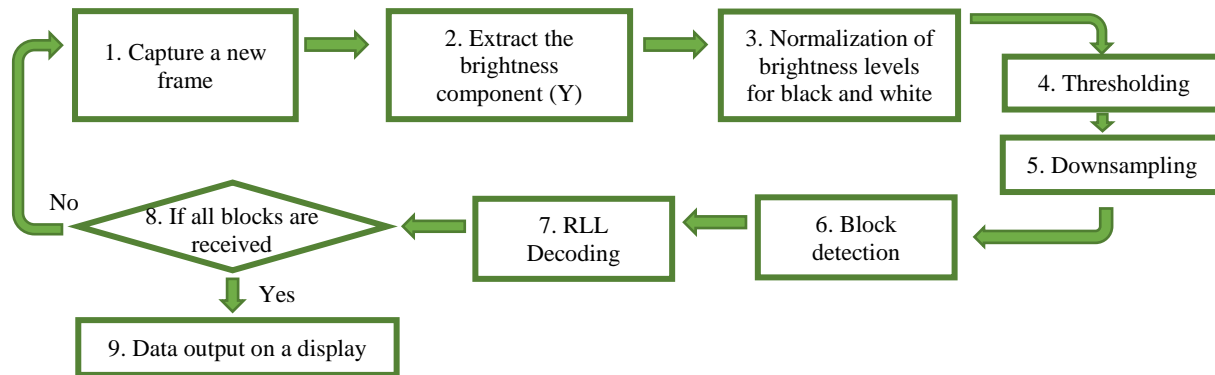 1. Capture a new
frame
2. Extract the
brightness
component (Y)
3. Normalization of
brightness levels
for black and white
4. Thresholding
5. Downsampling
6. Block
detection
7. RLL
Decoding
8. If all blocks are
received
No
Yes
9. Data output on a display